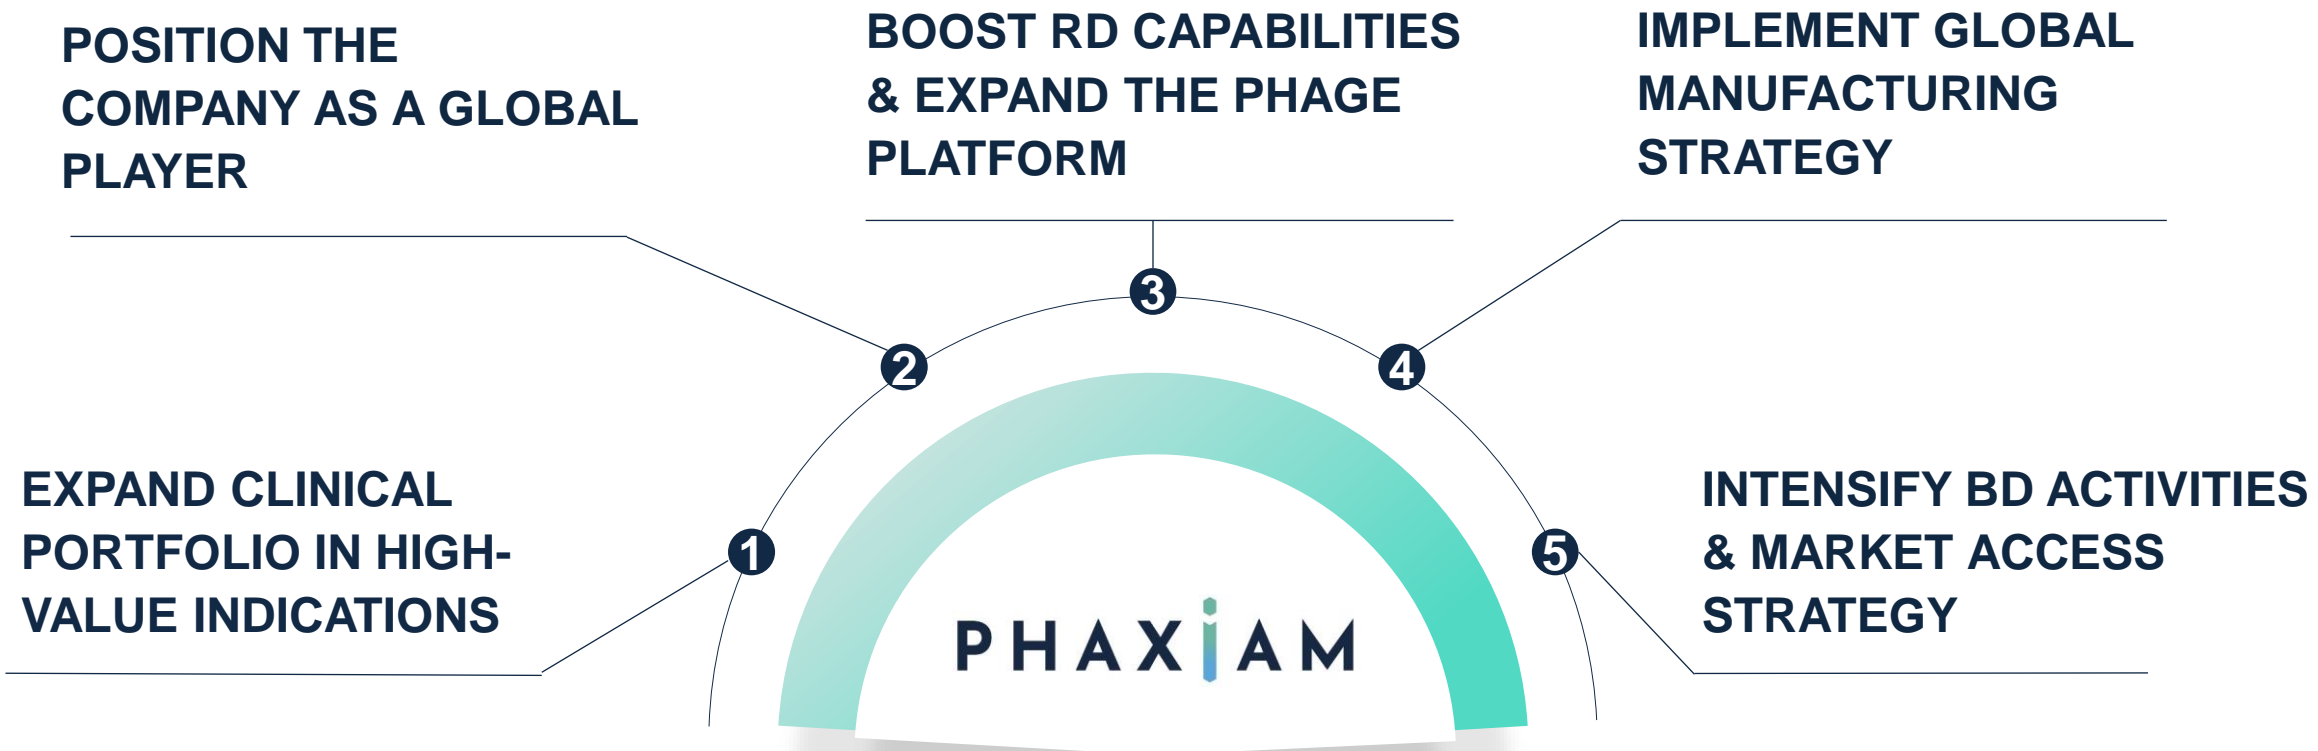 POSITION THE
COMPANY AS A GLOBAL
PLAYER
BOOST RD CAPABILITIES
& EXPAND THE PHAGE
PLATFORM
IMPLEMENT GLOBAL
MANUFACTURING
STRATEGY
3
2
4
EXPAND CLINICAL
PORTFOLIO IN HIGH-
VALUE INDICATIONS
1
5
INTENSIFY BD ACTIVITIES
& MARKET ACCESS
STRATEGY
PHAXiAM